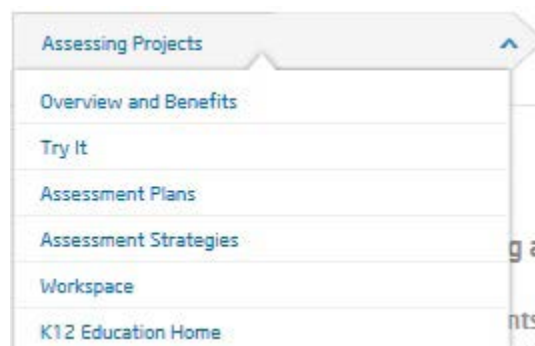 Assessing Projects
Overview and Benefits
Try It
Assessment Plans
Assessment Strategies
Workspace
K12 Education Home